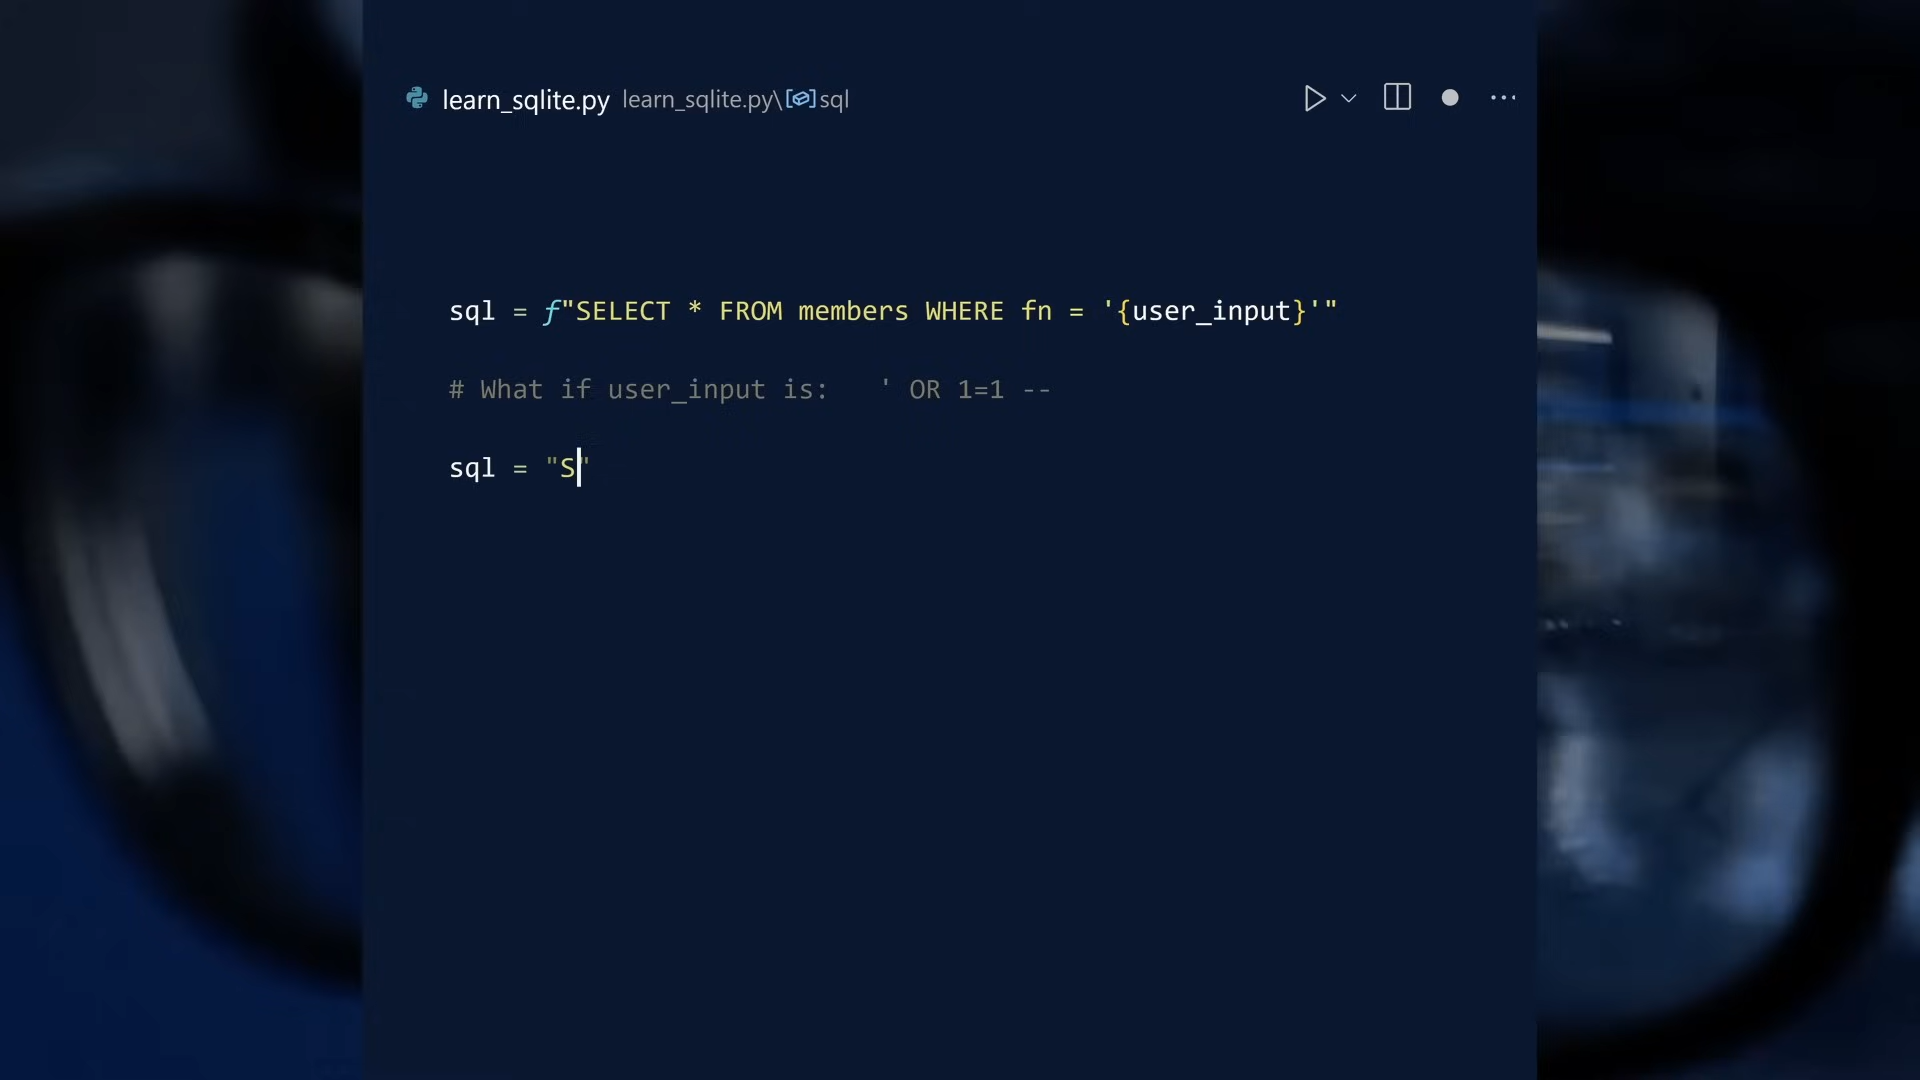 learn_sqlite.py learn_sqlite.py\[]sql
sql = f"SELECT * FROM members WHERE fn = '{user_input}'"
# What if user_input is:   ' OR 1=1 --
sql = "S"